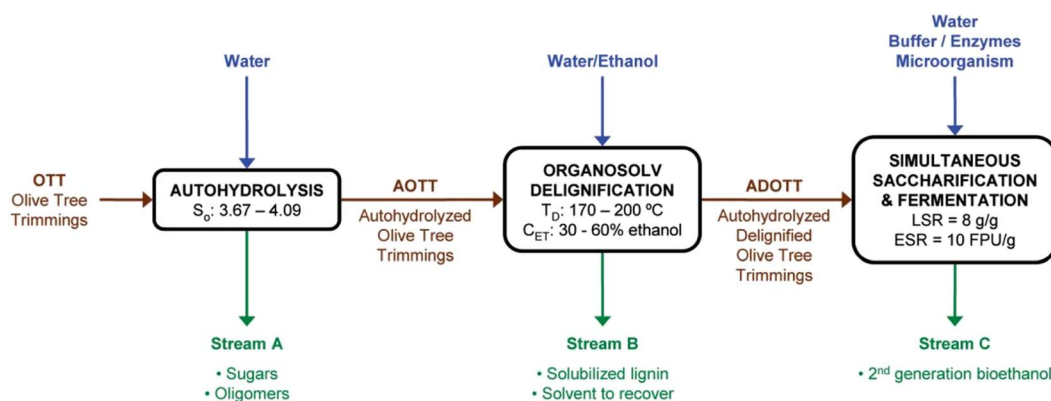 Water
Water/Ethanol
Water
Buffer / Enzymes
Microorganism
OTT
Olive Tree
Trimmings
AUTOHYDROLYSIS
S₀: 3.67 – 4.09
AOTT
Autohydrolyzed
Olive Tree
Trimmings
ORGANOSOLV
DELIGNIFICATION
T_D: 170 – 200 ºC
C_ET: 30 - 60% ethanol
ADOTT
Autohydrolyzed
Delignified
Olive Tree
Trimmings
SIMULTANEOUS
SACCHARIFICATION
& FERMENTATION
LSR = 8 g/g
ESR = 10 FPU/g
Stream A
• Sugars
• Oligomers
Stream B
• Solubilized lignin
• Solvent to recover
Stream C
• 2nd generation bioethanol